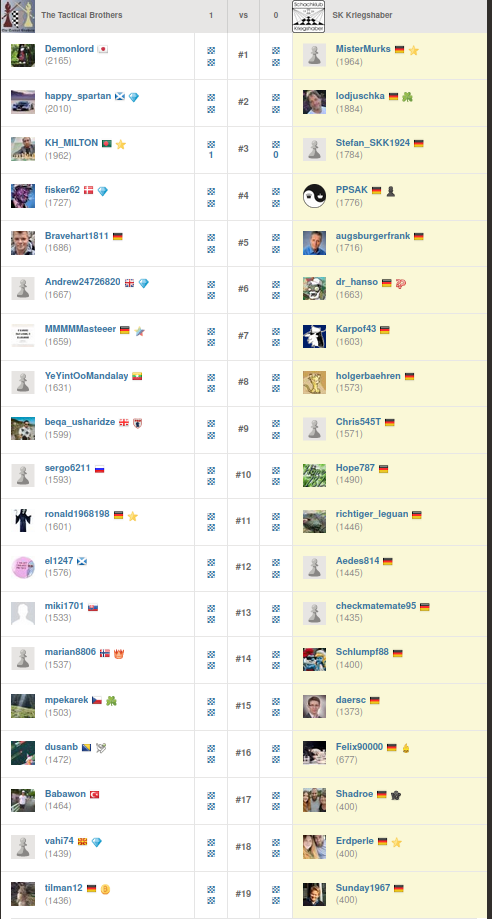 The Tactical Brothers 1 vs 0 SK Kriegshaber
Schachklub
Kriegshaber
Demonlord #1 MisterMurks
(2165) (1964)
happy_spartan #2 lodjuschka
(2010) (1884)
KH_MILTON #3 Stefan_SKK1924
(1962) 1 0 (1784)
fisker62 #4 PPSAK
(1727) (1776)
Bravehart1811 #5 augsburgerfrank
(1686) (1716)
Andrew24726820 #6 dr_hanso
(1667) (1663)
MMMMMasteeer #7 Karpof43
(1659) (1603)
YeYintOoMandalay #8 holgerbaehren
(1631) (1573)
beqa_usharidze #9 Chris545T
(1599) (1571)
sergo6211 #10 Hope787
(1593) (1490)
ronald1968198 #11 richtiger_leguan
(1601) (1446)
el1247 #12 Aedes814
(1576) (1445)
miki1701 #13 checkmatemate95
(1533) (1435)
marian8806 #14 Schlumpf88
(1537) (1400)
mpekarek #15 daersc
(1503) (1373)
dusanb #16 Felix90000
(1472) (677)
Babawon #17 Shadroe
(1464) (400)
vahi74 #18 Erdperle
(1439) (400)
tilman12 #19 Sunday1967
(1436) (400)